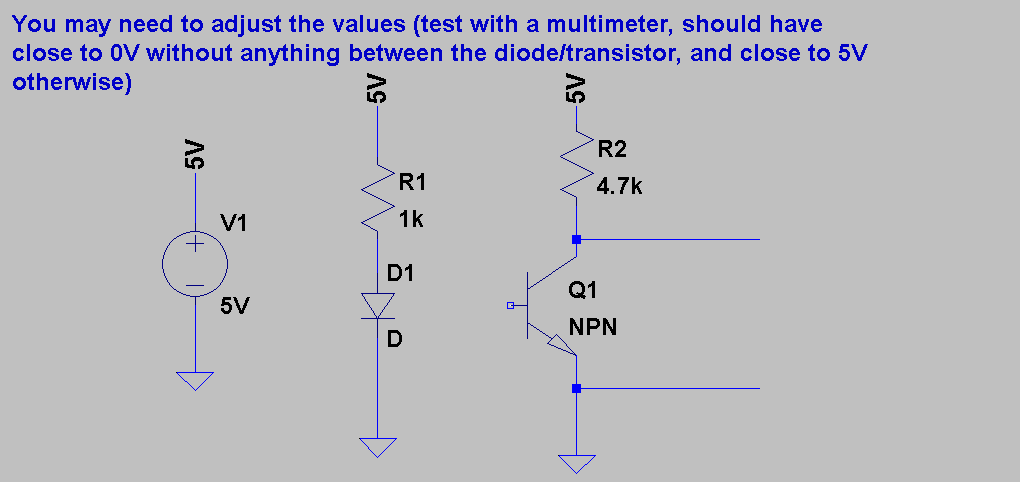 You may need to adjust the values (test with a multimeter, should have
close to 0V without anything between the diode/transistor, and close to 5V
otherwise)
5V
V1
5V
5V
R1
1k
D1
D
5V
R2
4.7k
Q1
NPN